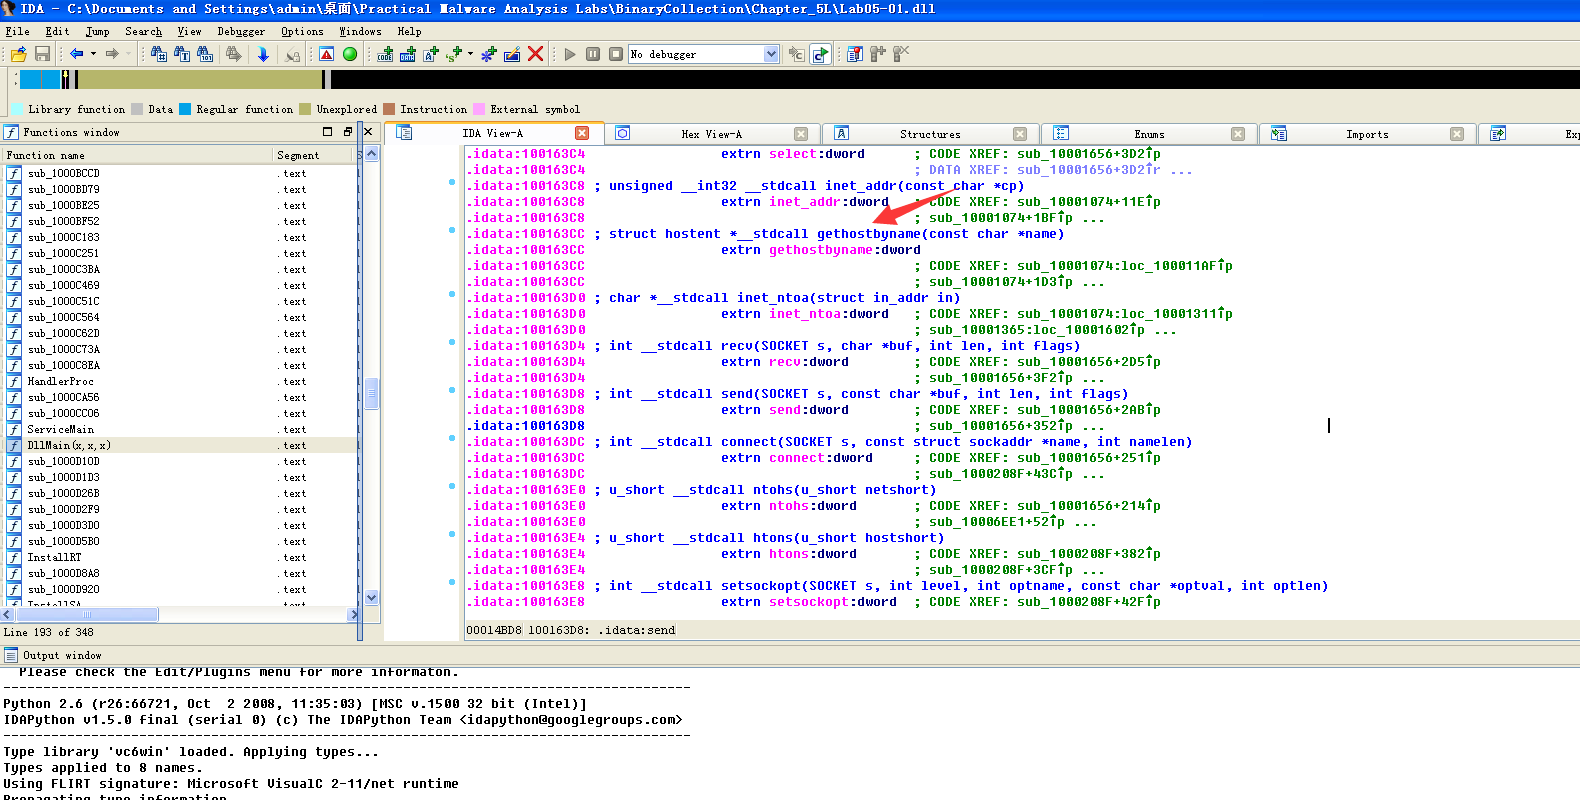 IDA - C:\Documents and Settings\admin\桌面\Practical Malware Analysis Labs\BinaryCollection\Chapter_5L\Lab05-01.dll
File Edit Jump Search View Debugger Options Windows Help
No debugger
Library function Data Regular function Unexplored Instruction External symbol
Functions window
IDA View-A Hex View-A Structures Enums Imports Exp
Function name Segment
sub_1000BCCD .text
sub_1000BD79 .text
sub_1000BE25 .text
sub_1000BF52 .text
sub_1000C183 .text
sub_1000C251 .text
sub_1000C3BA .text
sub_1000C469 .text
sub_1000C51C .text
sub_1000C564 .text
sub_1000C62D .text
sub_1000C73A .text
sub_1000C8EA .text
HandlerProc .text
sub_1000CA56 .text
sub_1000CC06 .text
ServiceMain .text
DllMain(x,x,x) .text
sub_1000D10D .text
sub_1000D1D3 .text
sub_1000D26B .text
sub_1000D2F9 .text
sub_1000D3D0 .text
sub_1000D5B0 .text
InstallRT .text
sub_1000D8A8 .text
sub_1000D920 .text
InstallSA .text
Line 193 of 348
.idata:100163C4 extrn select:dword ; CODE XREF: sub_10001656+3D2↑p
.idata:100163C4 ; DATA XREF: sub_10001656+3D2↑r ...
.idata:100163C8 ; unsigned __int32 __stdcall inet_addr(const char *cp)
.idata:100163C8 extrn inet_addr:dword ; CODE XREF: sub_10001074+11E↑p
.idata:100163C8 ; sub_10001074+1BF↑p ...
.idata:100163CC ; struct hostent *__stdcall gethostbyname(const char *name)
.idata:100163CC extrn gethostbyname:dword
.idata:100163CC ; CODE XREF: sub_10001074:loc_100011AF↑p
.idata:100163CC ; sub_10001074+1D3↑p ...
.idata:100163D0 ; char *__stdcall inet_ntoa(struct in_addr in)
.idata:100163D0 extrn inet_ntoa:dword ; CODE XREF: sub_10001074:loc_10001311↑p
.idata:100163D0 ; sub_10001365:loc_10001602↑p ...
.idata:100163D4 ; int __stdcall recv(SOCKET s, char *buf, int len, int flags)
.idata:100163D4 extrn recv:dword ; CODE XREF: sub_10001656+2D5↑p
.idata:100163D4 ; sub_10001656+3F2↑p ...
.idata:100163D8 ; int __stdcall send(SOCKET s, const char *buf, int len, int flags)
.idata:100163D8 extrn send:dword ; CODE XREF: sub_10001656+2AB↑p
.idata:100163D8 ; sub_10001656+352↑p ...
.idata:100163DC ; int __stdcall connect(SOCKET s, const struct sockaddr *name, int namelen)
.idata:100163DC extrn connect:dword ; CODE XREF: sub_10001656+251↑p
.idata:100163DC ; sub_1000208F+43C↑p ...
.idata:100163E0 ; u_short __stdcall ntohs(u_short netshort)
.idata:100163E0 extrn ntohs:dword ; CODE XREF: sub_10001656+214↑p
.idata:100163E0 ; sub_10006EE1+52↑p ...
.idata:100163E4 ; u_short __stdcall htons(u_short hostshort)
.idata:100163E4 extrn htons:dword ; CODE XREF: sub_1000208F+382↑p
.idata:100163E4 ; sub_1000208F+3CF↑p ...
.idata:100163E8 ; int __stdcall setsockopt(SOCKET s, int level, int optname, const char *optval, int optlen)
.idata:100163E8 extrn setsockopt:dword ; CODE XREF: sub_1000208F+42F↑p
00014BD8 100163D8: .idata:send
Output window
Please check the Edit/Plugins menu for more informaton.
---------------------------------------------------------------------------------------
Python 2.6 (r26:66721, Oct  2 2008, 11:35:03) [MSC v.1500 32 bit (Intel)]
IDAPython v1.5.0 final (serial 0) (c) The IDAPython Team <idapython@googlegroups.com>
---------------------------------------------------------------------------------------
Type library 'vc6win' loaded. Applying types...
Types applied to 8 names.
Using FLIRT signature: Microsoft VisualC 2-11/net runtime
Propagating type information